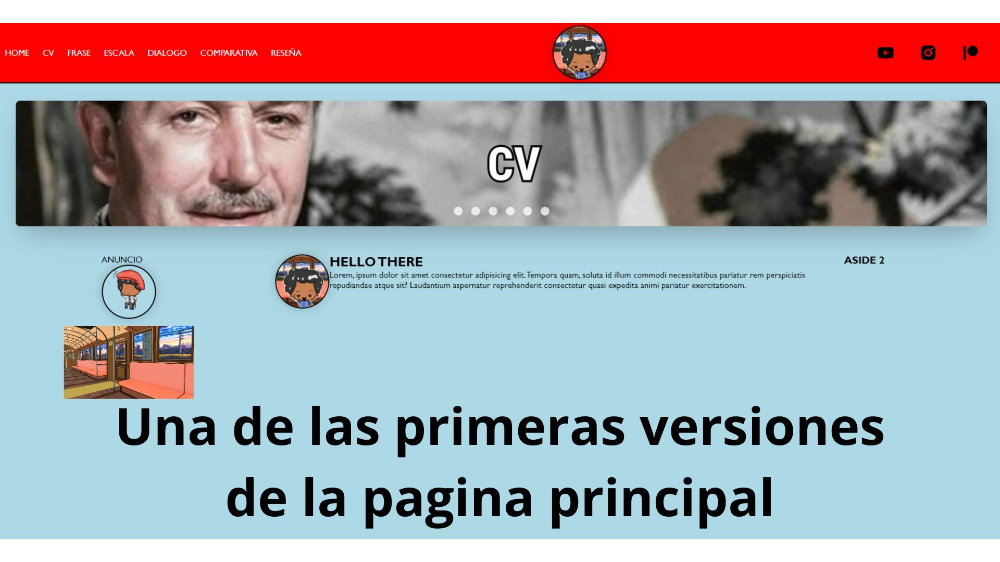 HOME CV FRASE ESCALA DIALOGO COMPARATIVA RESEÑA
CV
ANUNCIO
HELLO THERE
Lorem, ipsum dolor sit amet consectetur adipisicing elit. Tempora quam, soluta id illum commodi necessitatibus pariatur rem perspiciatis
repudiandae atque sit? Laudantium aspernatur reprehenderit consectetur quasi expedita animi pariatur exercitationem.
ASIDE 2
Una de las primeras versiones
de la pagina principal